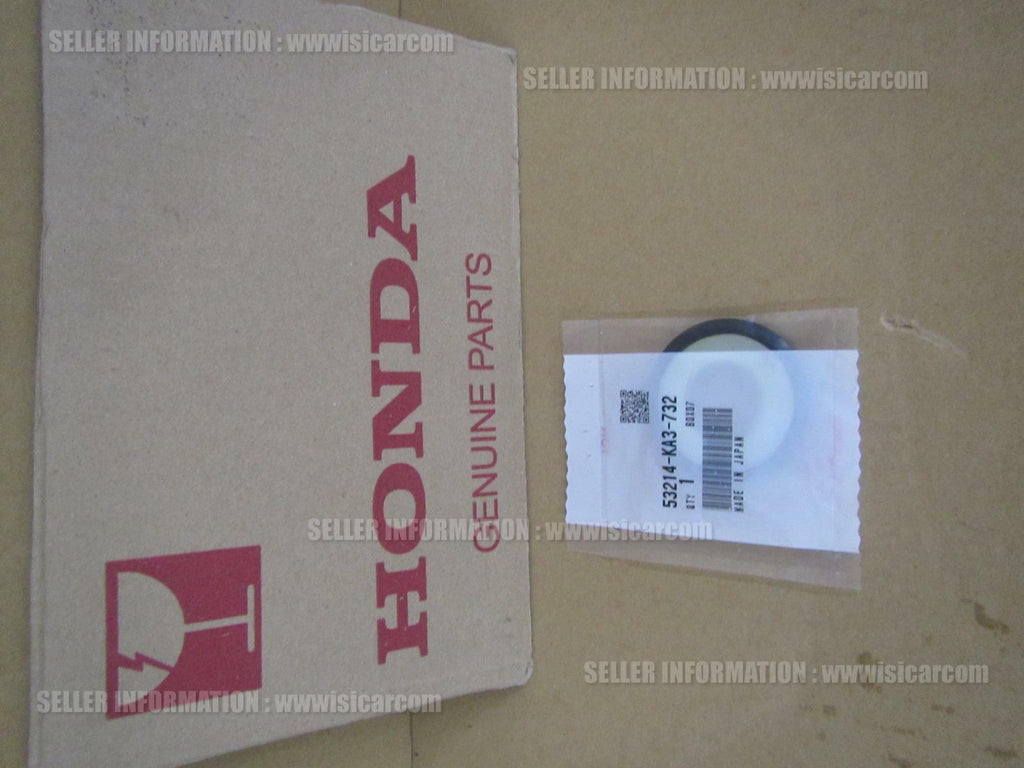 SELLER INFORMATION : wwwisicarcom
SELLER INFORMATION : wwwisicarcom
HONDA
GENUINE PARTS
53214-KA3-732
QTY 1 BOX07
MADE IN JAPAN
SELLER INFORMATION : wwwisicarcom
SELLER INFORMATION : wwwisicarcom
SELLER INFORMATION : wwwisicarcom